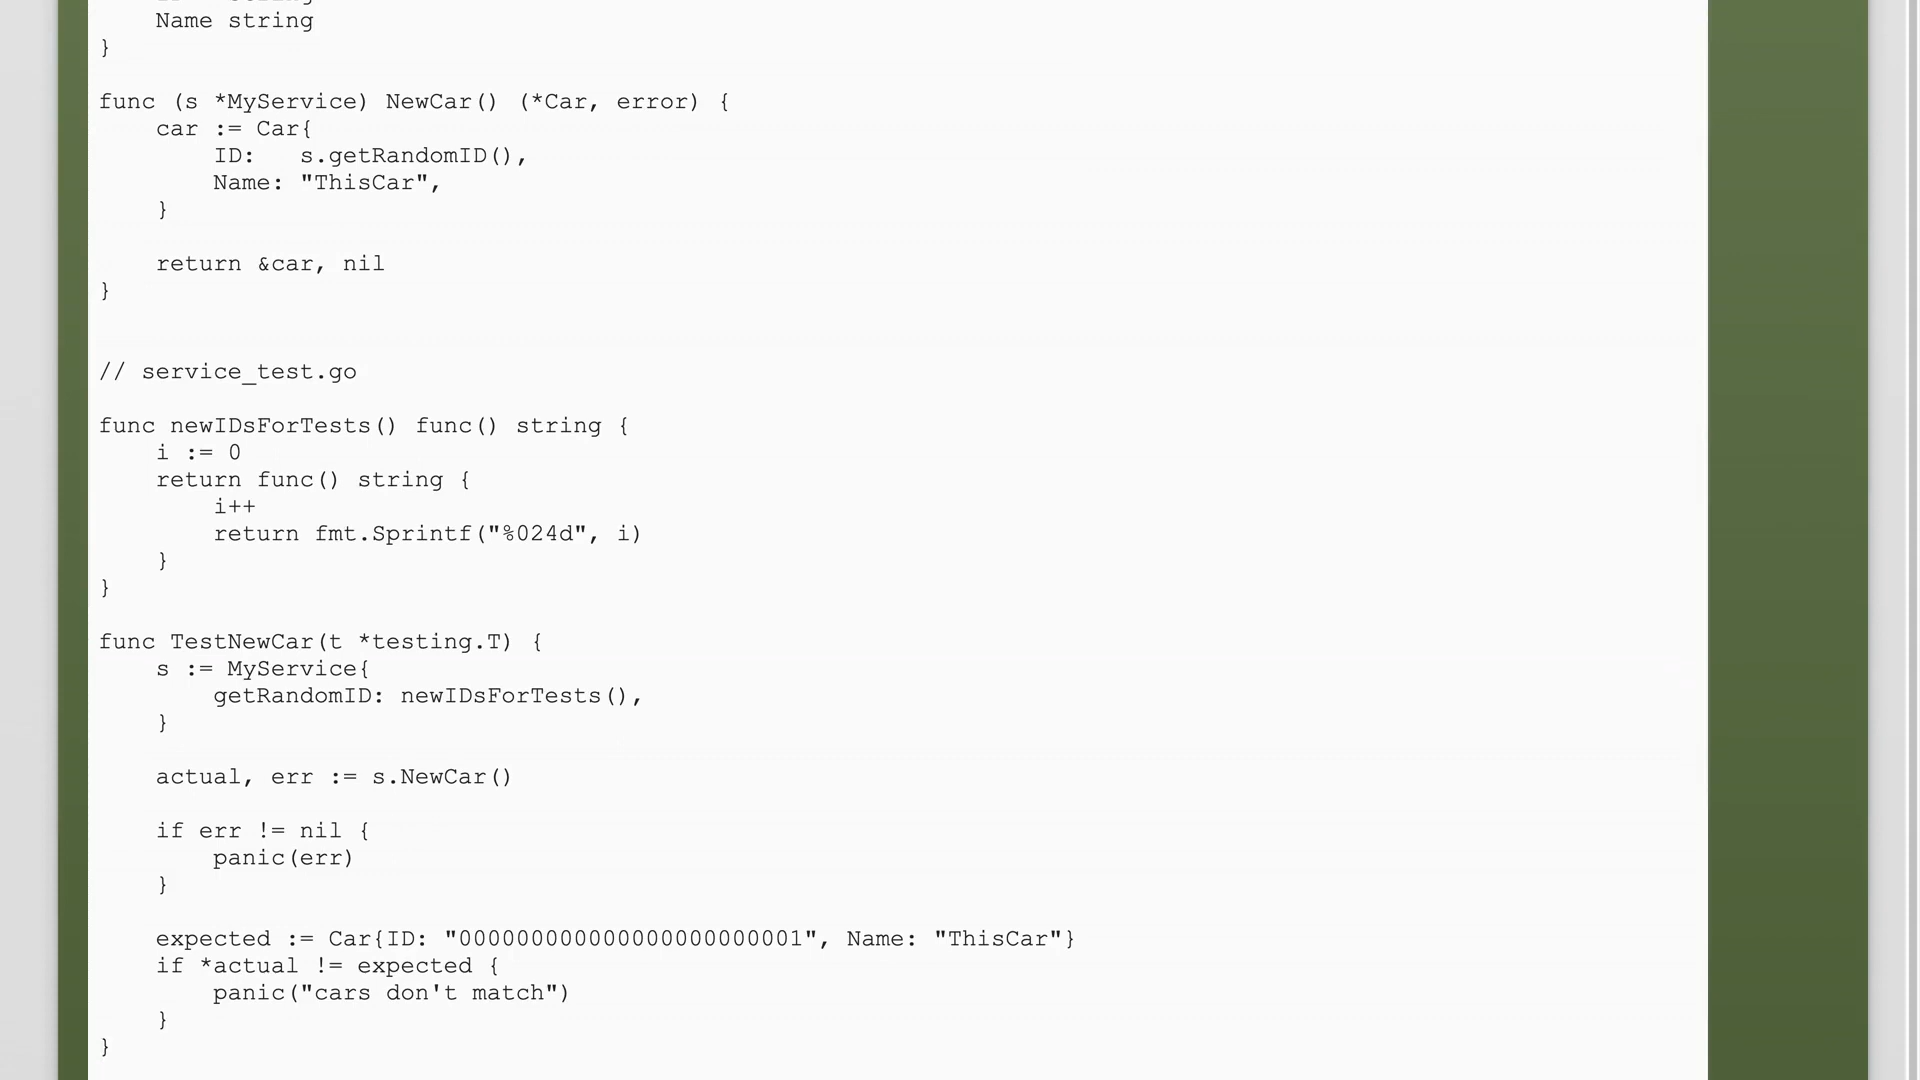 Name string
}
func (s *MyService) NewCar() (*Car, error) {
    car := Car{
        ID:   s.getRandomID(),
        Name: "ThisCar",
    }
    return &car, nil
}
// service_test.go
func newIDsForTests() func() string {
    i := 0
    return func() string {
        i++
        return fmt.Sprintf("%024d", i)
    }
}
func TestNewCar(t *testing.T) {
    s := MyService{
        getRandomID: newIDsForTests(),
    }
    actual, err := s.NewCar()
    if err != nil {
        panic(err)
    }
    expected := Car{ID: "000000000000000000000001", Name: "ThisCar"}
    if *actual != expected {
        panic("cars don't match")
    }
}